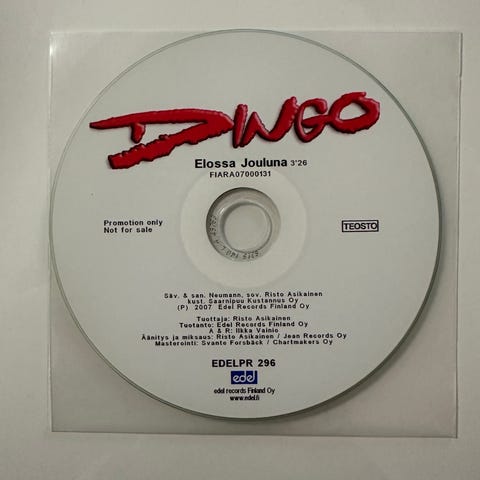 DINGO
Elossa Jouluna 3'26
FIARA07000131
Promotion only
Not for sale
TEOSTO
Säv. & san. Neumann, sov. Risto Asikainen
kust. Saarnipuu Kustannus Oy
(P) 2007 Edel Records Finland Oy
Tuottaja: Risto Asikainen
Tuotanto: Edel Records Finland Oy
A & R: Ilkka Vainio
Äänitys ja miksaus: Risto Asikainen / Jean Records Oy
Masterointi: Svante Forsbäck / Chartmakers Oy
EDELPR 296
edel
edel records Finland Oy
www.edel.fi